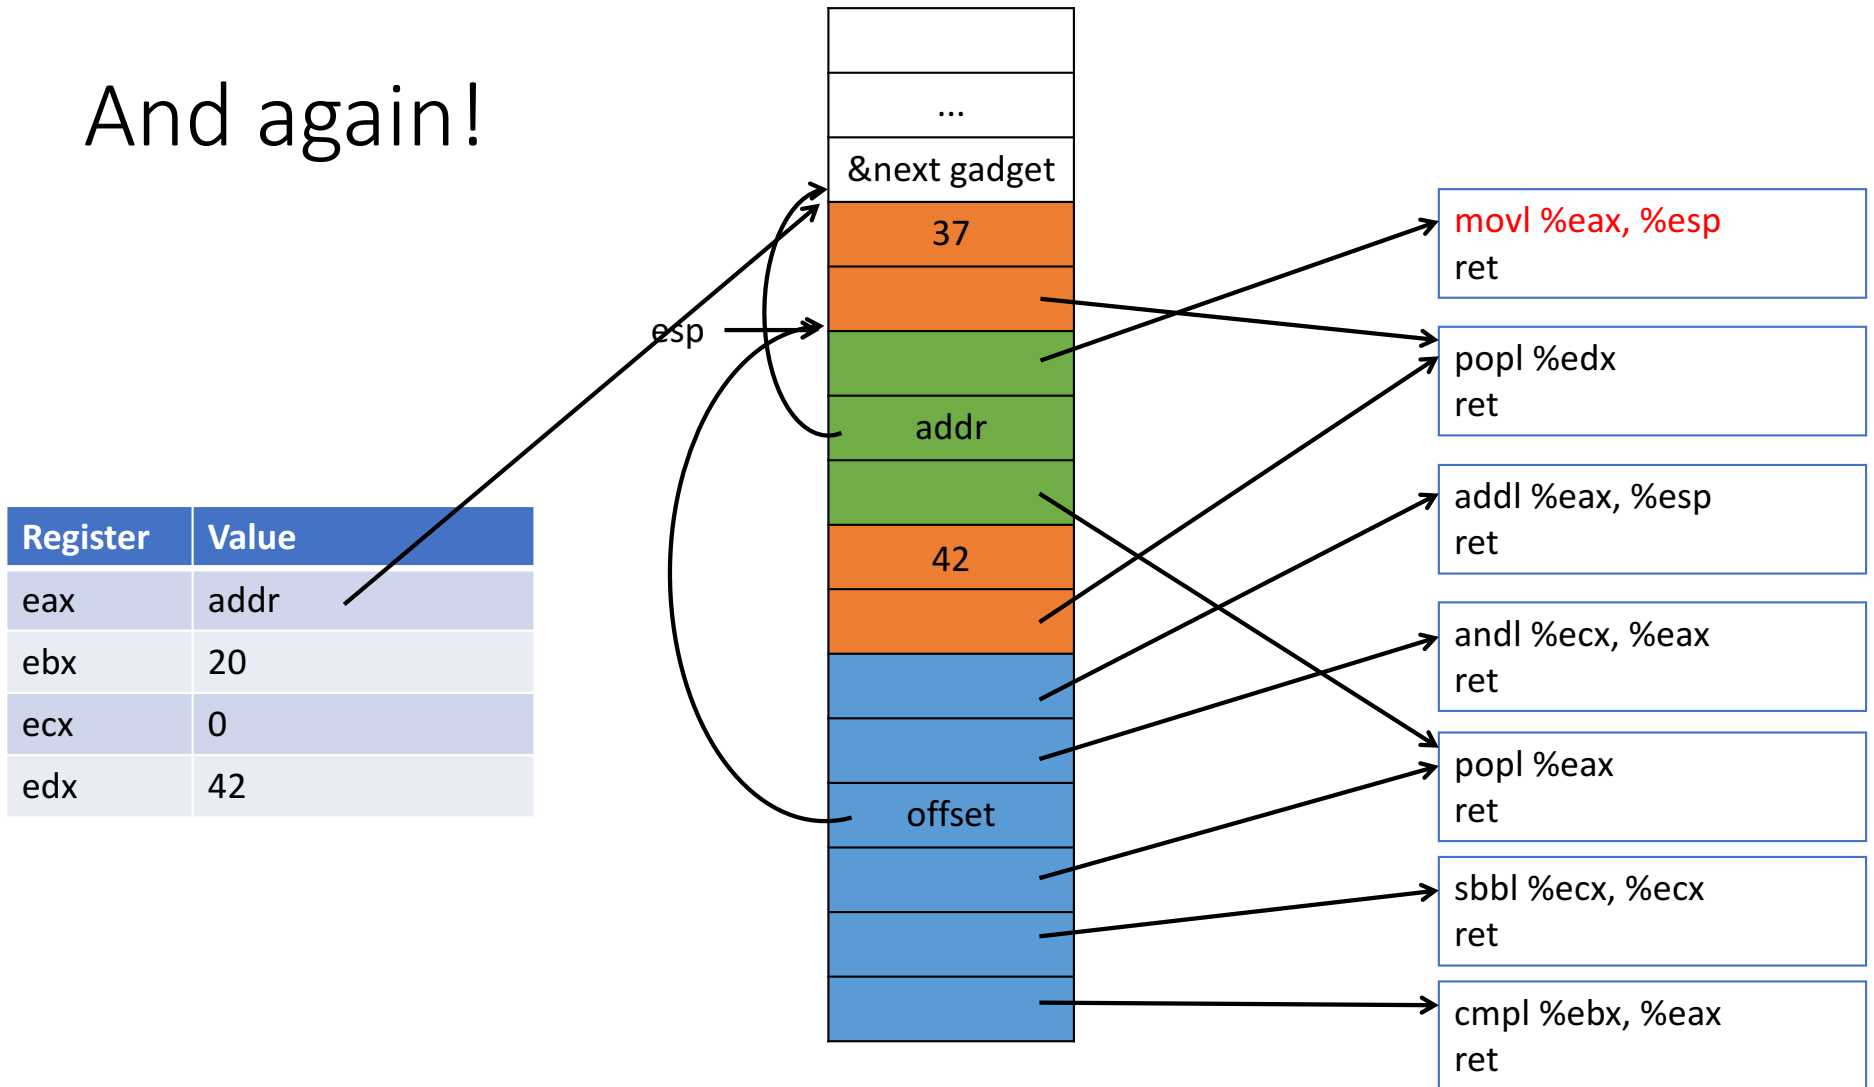 And again!
...
&next gadget
37
esp
addr
42
offset
Register Value
eax addr
ebx 20
ecx 0
edx 42
movl %eax, %esp
ret
popl %edx
ret
addl %eax, %esp
ret
andl %ecx, %eax
ret
popl %eax
ret
sbbl %ecx, %ecx
ret
cmpl %ebx, %eax
ret